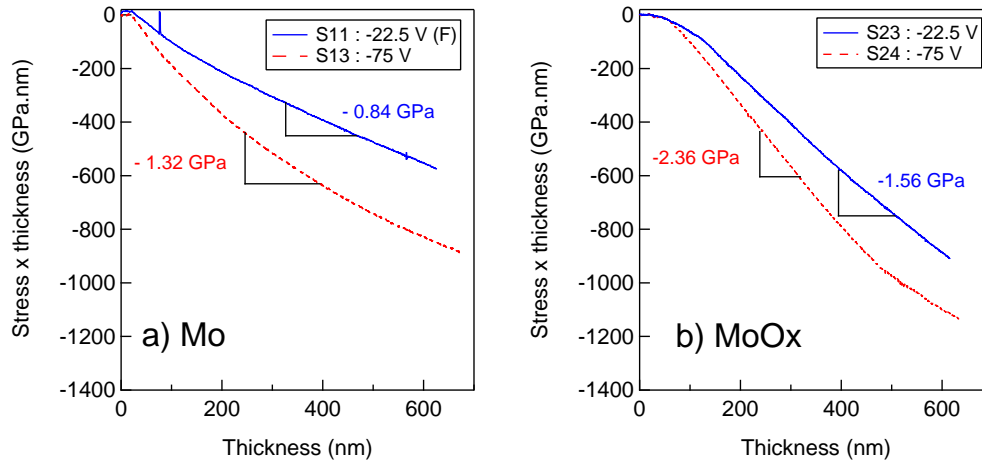 0
-200
-400
-600
-800
-1000
-1200
-1400
Stress x thickness (GPa.nm)
S11 : -22.5 V (F)
S13 : -75 V
- 0.84 GPa
- 1.32 GPa
a) Mo
0
200
400
600
Thickness (nm)
0
-200
-400
-600
-800
-1000
-1200
-1400
Stress x thickness (GPa.nm)
S23 : -22.5 V
S24 : -75 V
-2.36 GPa
-1.56 GPa
b) MoOx
0
200
400
600
Thickness (nm)